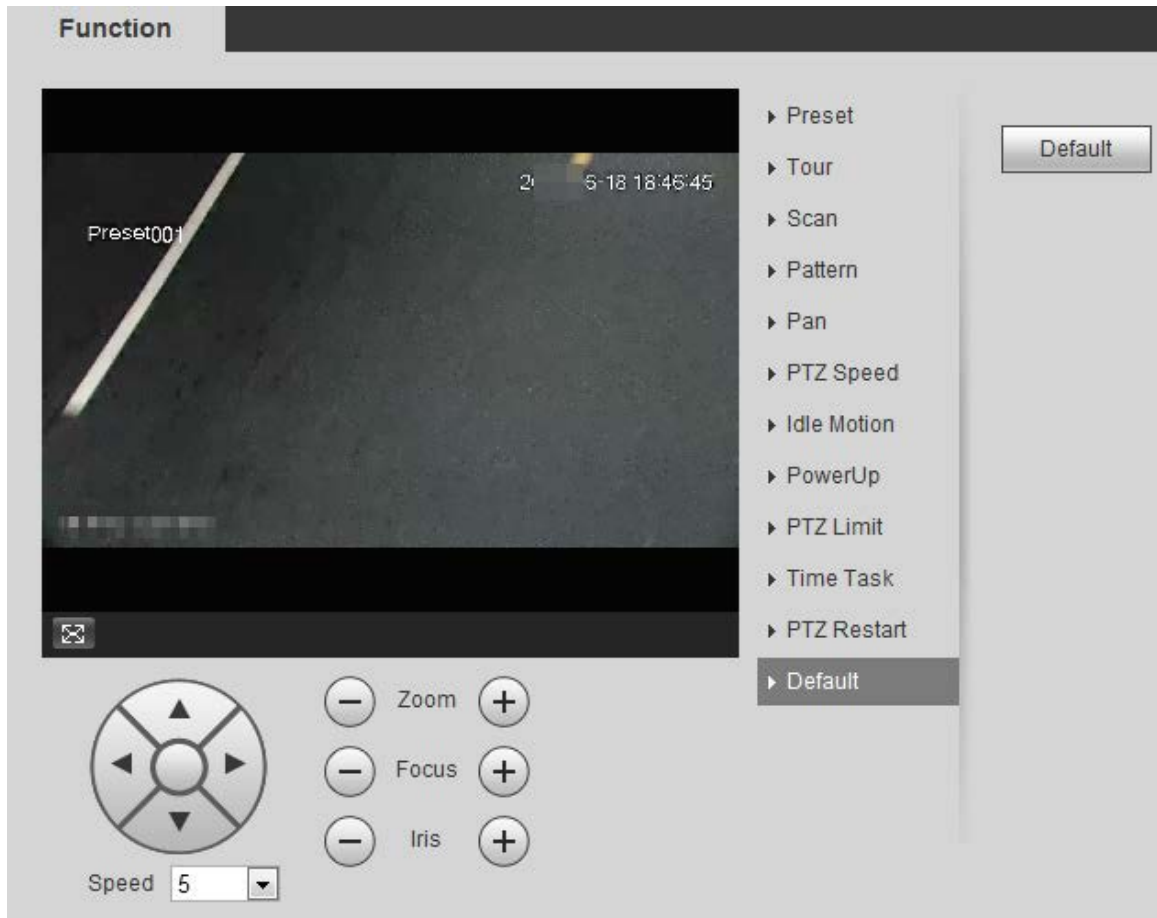 Function
Preset001
2 5-18 18:46:45
Preset
Tour
Scan
Pattern
Pan
PTZ Speed
Idle Motion
PowerUp
PTZ Limit
Time Task
PTZ Restart
Default
Default
Zoom
Focus
Iris
Speed 5